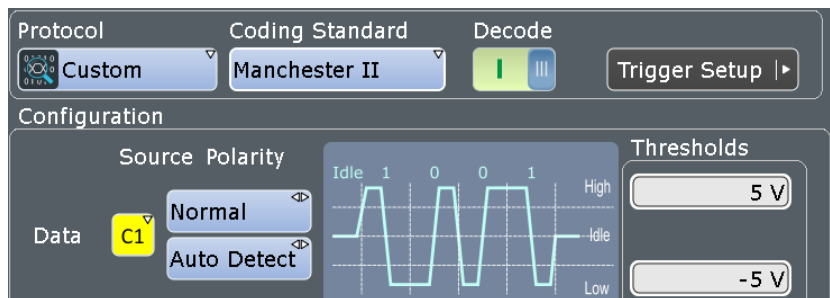 Protocol Coding Standard Decode
Custom Manchester II I III Trigger Setup
Configuration
Source Polarity Thresholds
Idle 1 0 0 1 High
Normal 5 V
Data C1 Idle
Auto Detect
Low -5 V